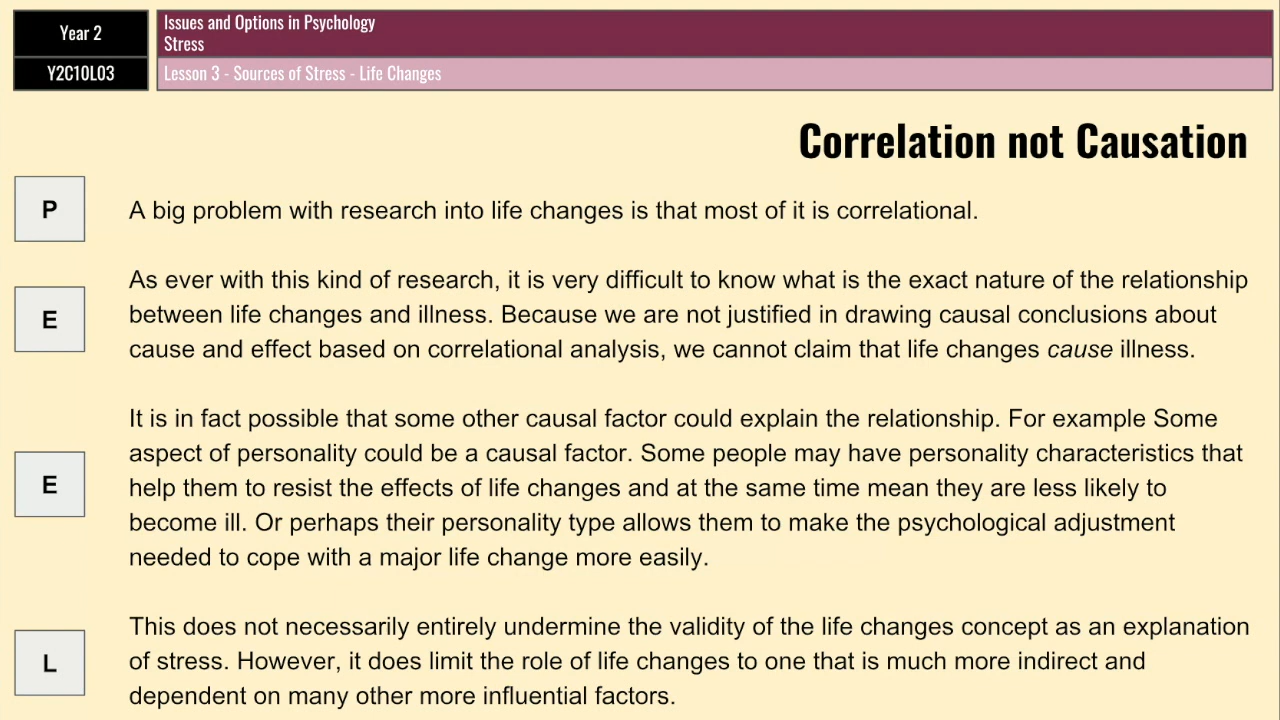 Year 2
Issues and Options in Psychology
Stress
Y2C10L03
Lesson 3 - Sources of Stress - Life Changes
Correlation not Causation
P
A big problem with research into life changes is that most of it is correlational.
E
As ever with this kind of research, it is very difficult to know what is the exact nature of the relationship
between life changes and illness. Because we are not justified in drawing causal conclusions about
cause and effect based on correlational analysis, we cannot claim that life changes cause illness.
E
It is in fact possible that some other causal factor could explain the relationship. For example Some
aspect of personality could be a causal factor. Some people may have personality characteristics that
help them to resist the effects of life changes and at the same time mean they are less likely to
become ill. Or perhaps their personality type allows them to make the psychological adjustment
needed to cope with a major life change more easily.
L
This does not necessarily entirely undermine the validity of the life changes concept as an explanation
of stress. However, it does limit the role of life changes to one that is much more indirect and
dependent on many other more influential factors.